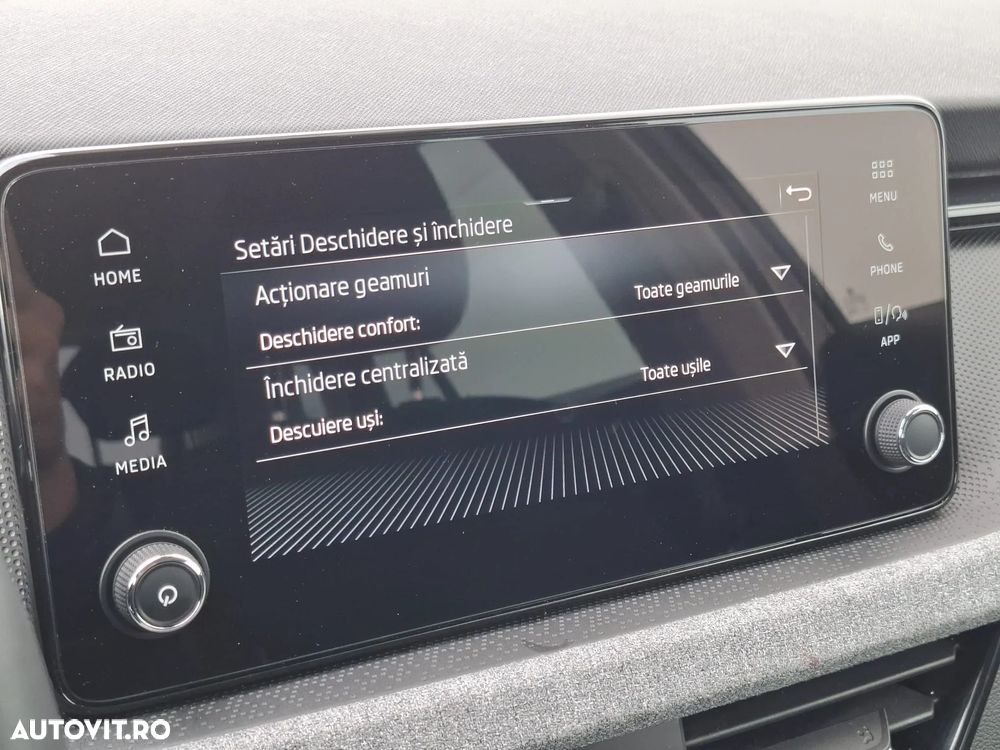 HOME
RADIO
MEDIA
Setări Deschidere și închidere
Acționare geamuri
Deschidere confort:
Toate geamurile
Închidere centralizată
Descuiere uși:
Toate ușile
MENU
PHONE
APP
AUTOVIT.RO